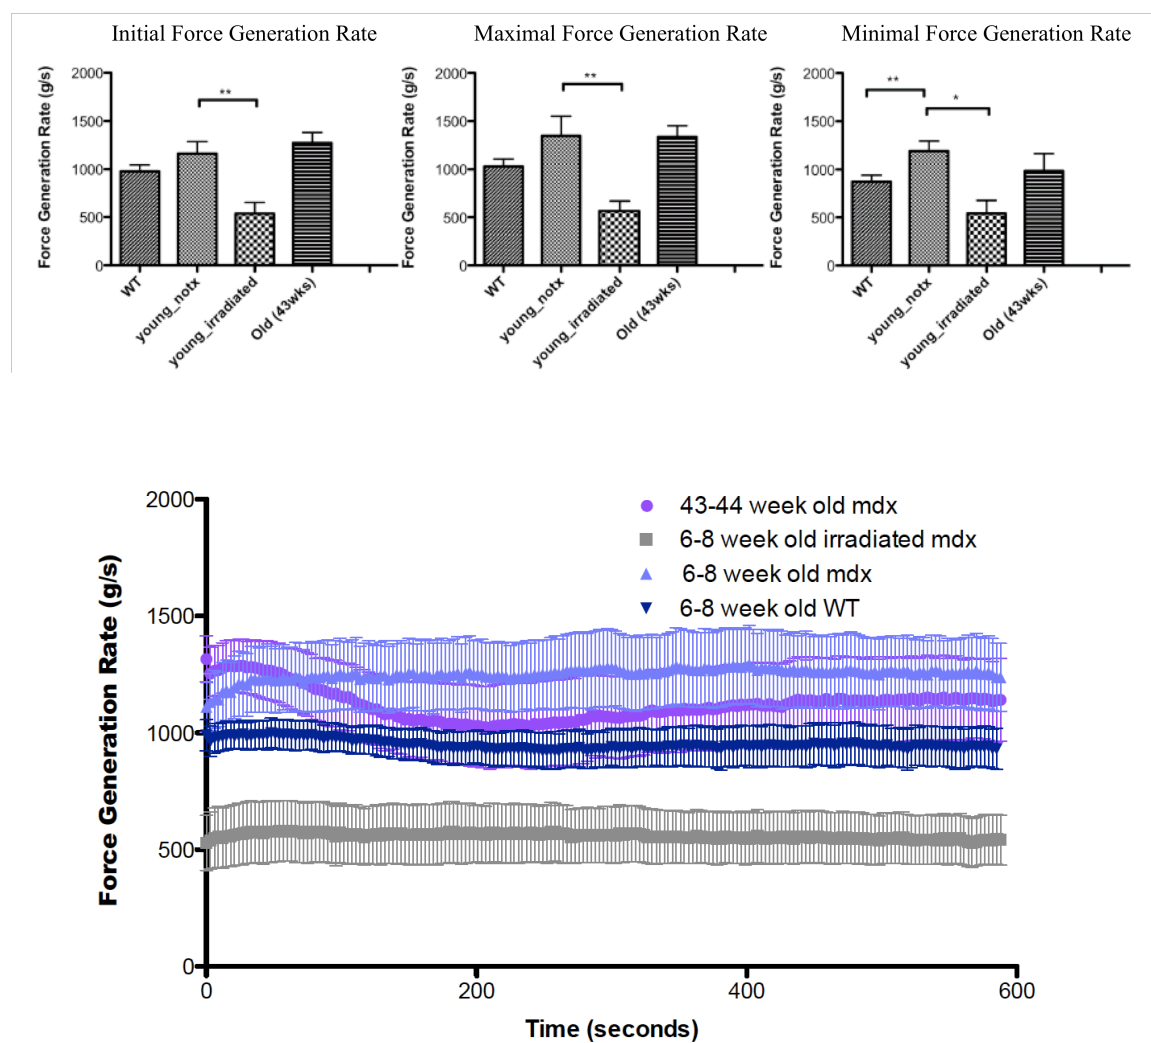 Initial Force Generation Rate
Maximal Force Generation Rate
Minimal Force Generation Rate
Force Generation Rate (g/s)
2000
1500
1000
500
0
**
WT
young_notx
young_irradiated
Old (43wks)
Force Generation Rate (g/s)
2000
1500
1000
500
0
**
WT
young_notx
young_irradiated
Old (43wks)
Force Generation Rate (g/s)
2000
1500
1000
500
0
**
*
WT
young_notx
young_irradiated
Old (43wks)
Force Generation Rate (g/s)
2000
1500
1000
500
0
43-44 week old mdx
6-8 week old irradiated mdx
6-8 week old mdx
6-8 week old WT
0
200
400
600
Time (seconds)